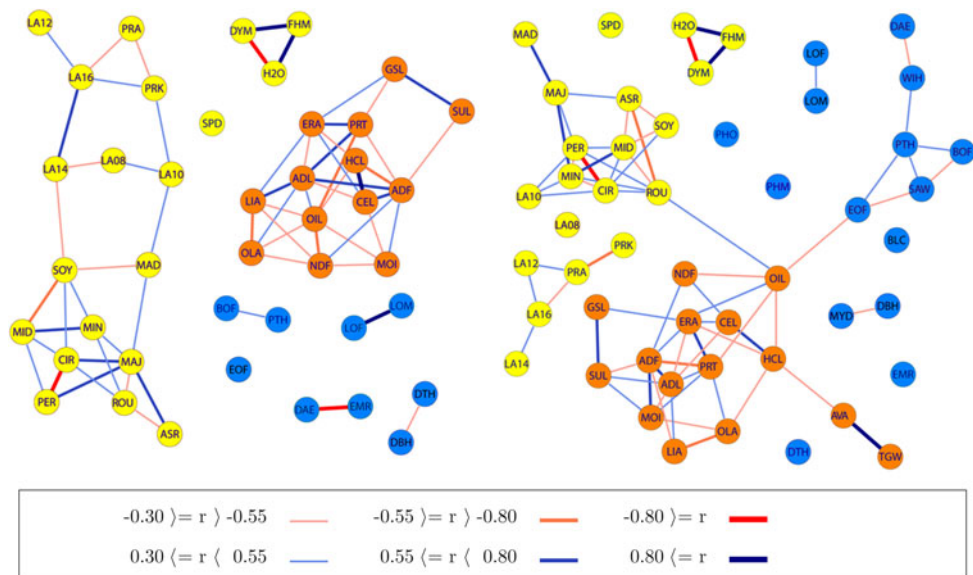 LA12
PRA
DYM
FHM
H2O
LA16
PRK
SPD
LA14
LA08
LA10
SOY
MAD
MID
MIN
CIR
MAJ
PER
ROU
ASR
GSL
SUL
ERA
PRT
HCL
ADL
ADF
LIA
CEL
OIL
OLA
NDF
MOI
BOF
PTH
LOM
LOF
EOF
DAE
EMR
DTH
DBH
MAD
SPD
H2O
FHM
DYM
LOF
DAE
WIH
LOM
MAJ
ASR
SOY
PHO
PTH
BOF
PER
MID
MIN
CIR
ROU
PHM
SAW
LA10
EOF
LA08
BLC
LA12
PRA
PRK
NDF
OIL
LA16
GSL
ERA
CEL
MYD
DBH
LA14
SUL
ADF
PRT
HCL
ADL
EMR
MOI
OLA
AVA
LIA
DTH
TGW
-0.30 ⟩= r ⟩ -0.55 -0.55 ⟩= r ⟩ -0.80 -0.80 ⟩= r
0.30 ⟨= r ⟨ 0.55 0.55 ⟨= r ⟨ 0.80 0.80 ⟨= r